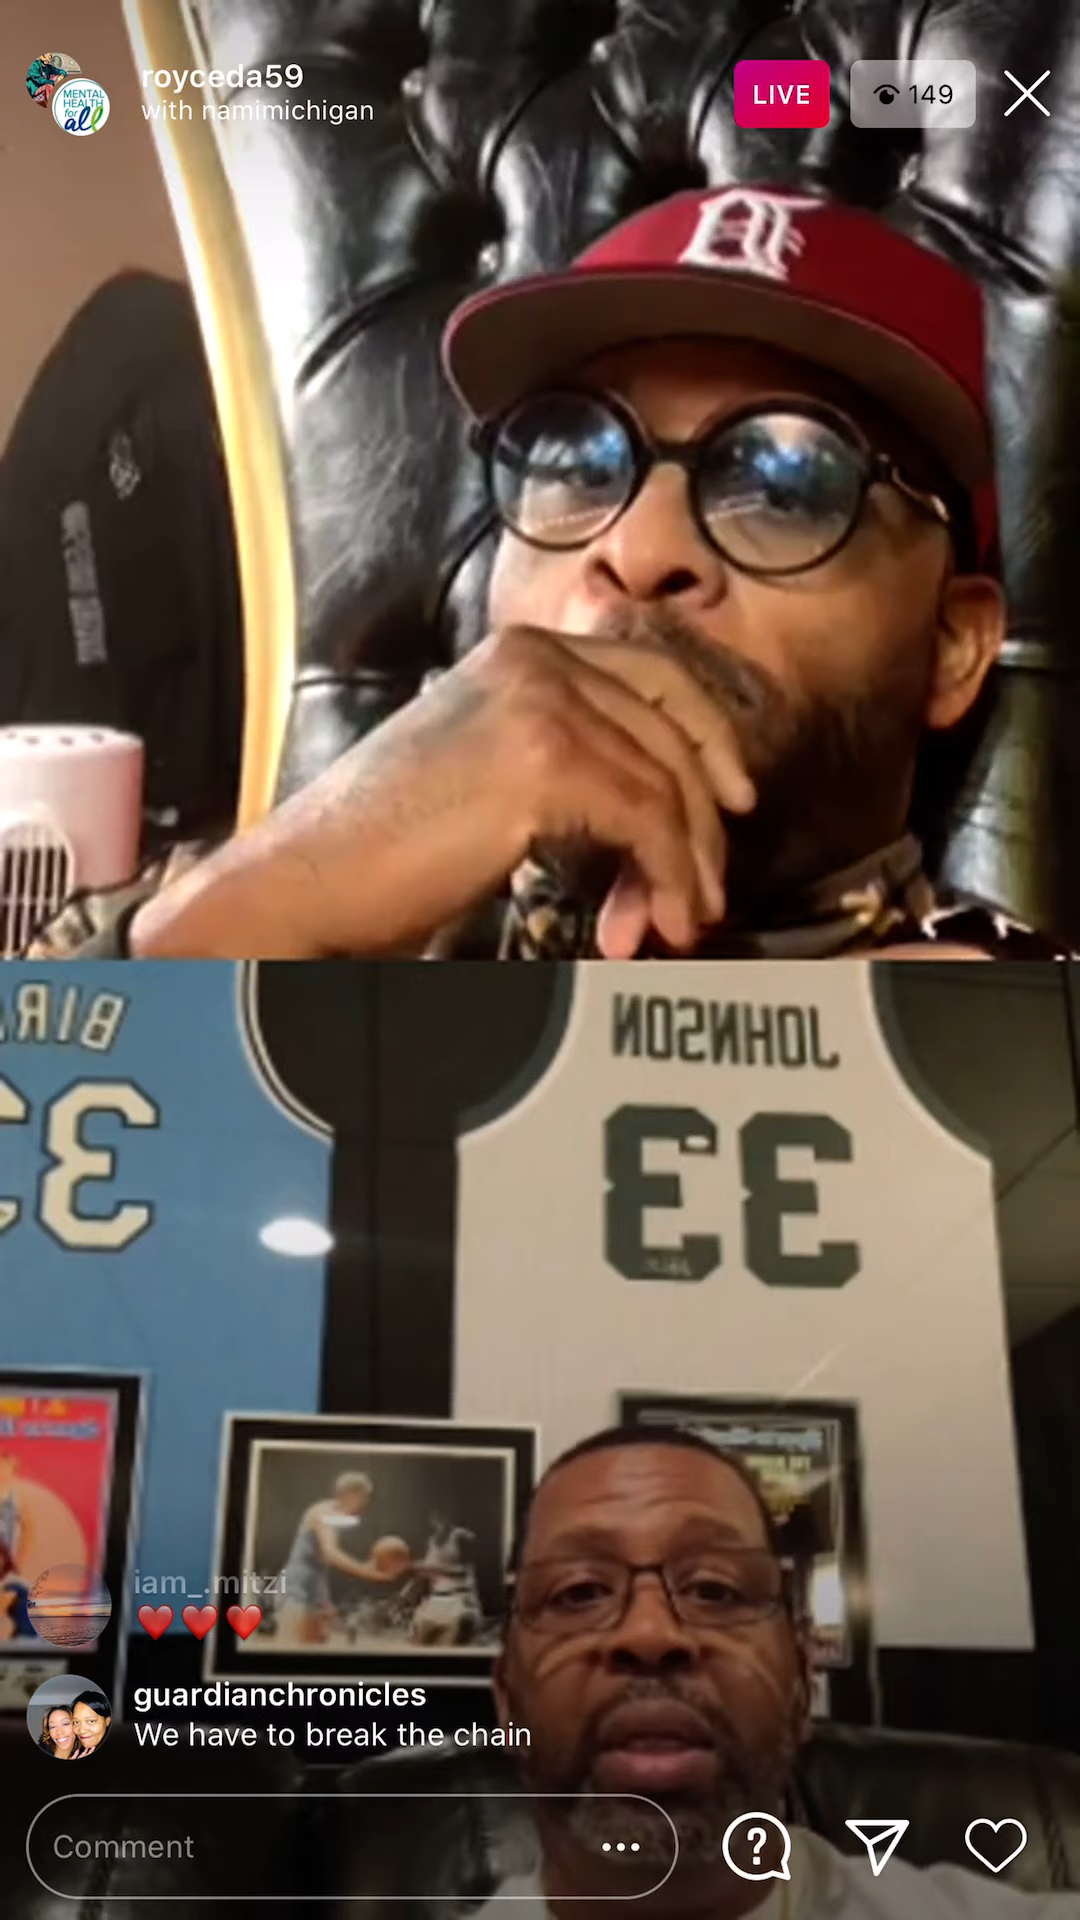 royceda59
with namimichigan
MENTAL
HEALTH
for
all
LIVE
149
BIR
33
JOHNSON
33
iam_.mitzi
❤️❤️❤️
guardianchronicles
We have to break the chain
Comment